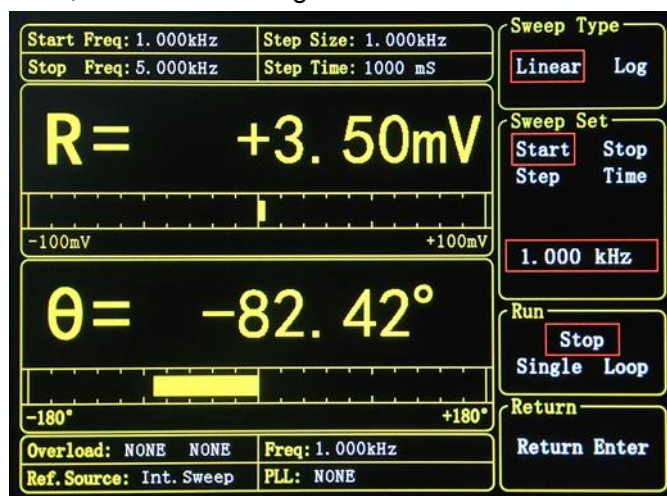 Start Freq: 1.000kHz
Step Size: 1.000kHz
Stop Freq: 5.000kHz
Step Time: 1000 mS
R= +3.50mV
-100mV
+100mV
θ= -82.42°
-180°
+180°
Overload: NONE NONE
Freq: 1.000kHz
Ref.Source: Int.Sweep
PLL: NONE
Sweep Type
Linear Log
Sweep Set
Start Stop
Step Time
1.000 kHz
Run
Stop
Single Loop
Return
Return Enter